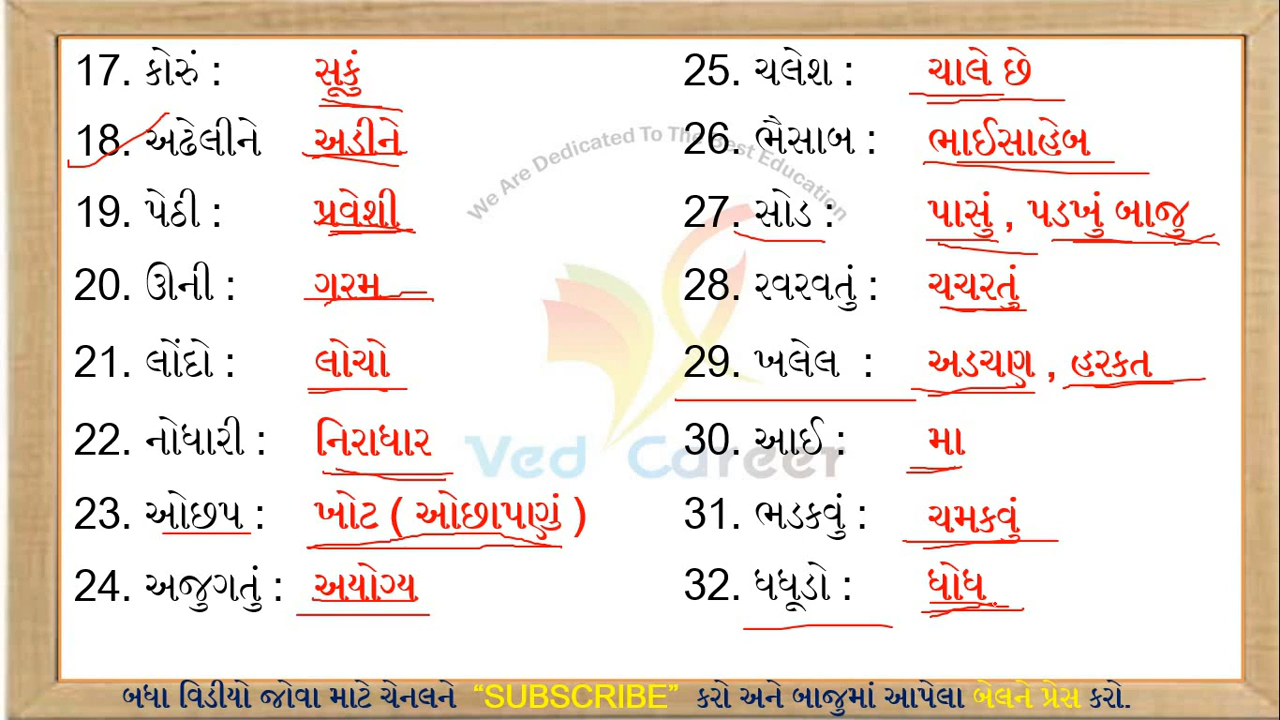 17. કોરું : સૂકું
18. અઢેલીને અડીને
19. પેઠી : પ્રવેશી
20. ઊની : ગરમ
21. લોંદો : લોચો
22. નોધારી : નિરાધાર
23. ઓછપ : ખોટ ( ઓછાપણું )
24. અજુગતું : અયોગ્ય
25. ચલેશ : ચાલે છે
26. ભૈસાબ : ભાઈસાહેબ
27. સોડ : પાસું , પડખું બાજુ
28. રવરવતું : ચચરતું
29. ખલેલ : અડચણ , હરકત
30. આઈ : મા
31. ભડકવું : ચમકવું
32. ધધૂડો : ધોધ
We Are Dedicated To The Best Education
Ved Career
બધા વિડીયો જોવા માટે ચેનલને “SUBSCRIBE” કરો અને બાજુમાં આપેલા બેલને પ્રેસ કરો.